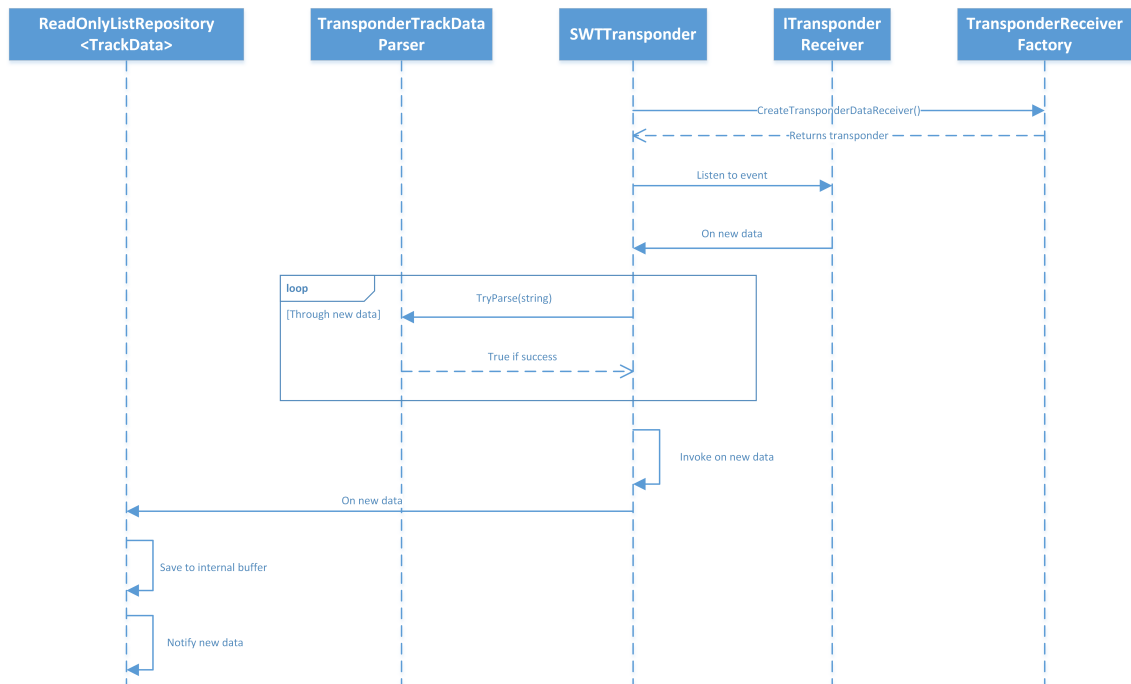 ReadOnlyListRepository
<TrackData>
TransponderTrackData
Parser
SWTTransponder
ITransponder
Receiver
TransponderReceiver
Factory
CreateTransponderDataReceiver()
Returns transponder
Listen to event
On new data
loop
[Through new data]
TryParse(string)
True if success
Invoke on new data
On new data
Save to internal buffer
Notify new data